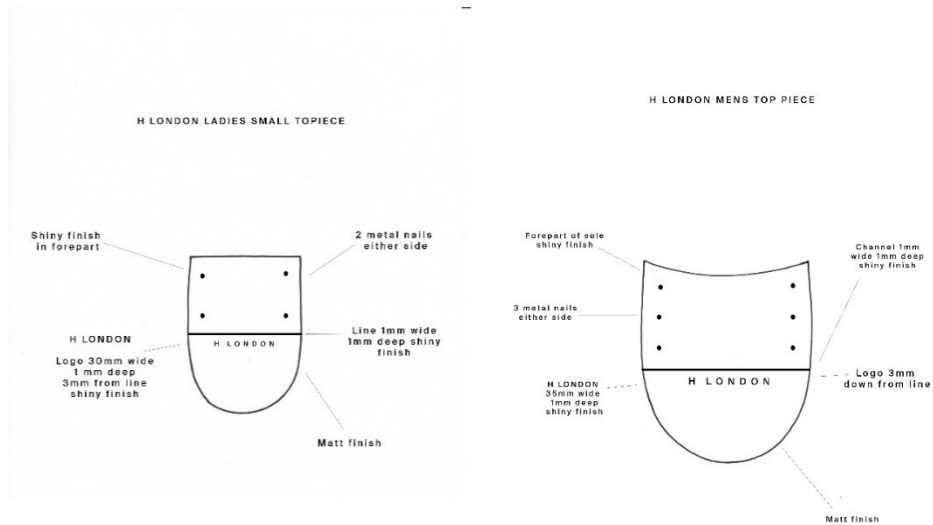 H LONDON LADIES SMALL TOPIECE
Shiny finish
in forepart
2 metal nails
either side
H LONDON
Logo 30mm wide
1 mm deep
3mm from line
shiny finish
H LONDON
Line 1mm wide
1mm deep shiny
finish
Matt finish
H LONDON MENS TOP PIECE
Forepart of sole
shiny finish
Channel 1mm
wide 1mm deep
shiny finish
3 metal nails
either side
H LONDON
35mm wide
1mm deep
shiny finish
H LONDON
Logo 3mm
down from line
Matt finish